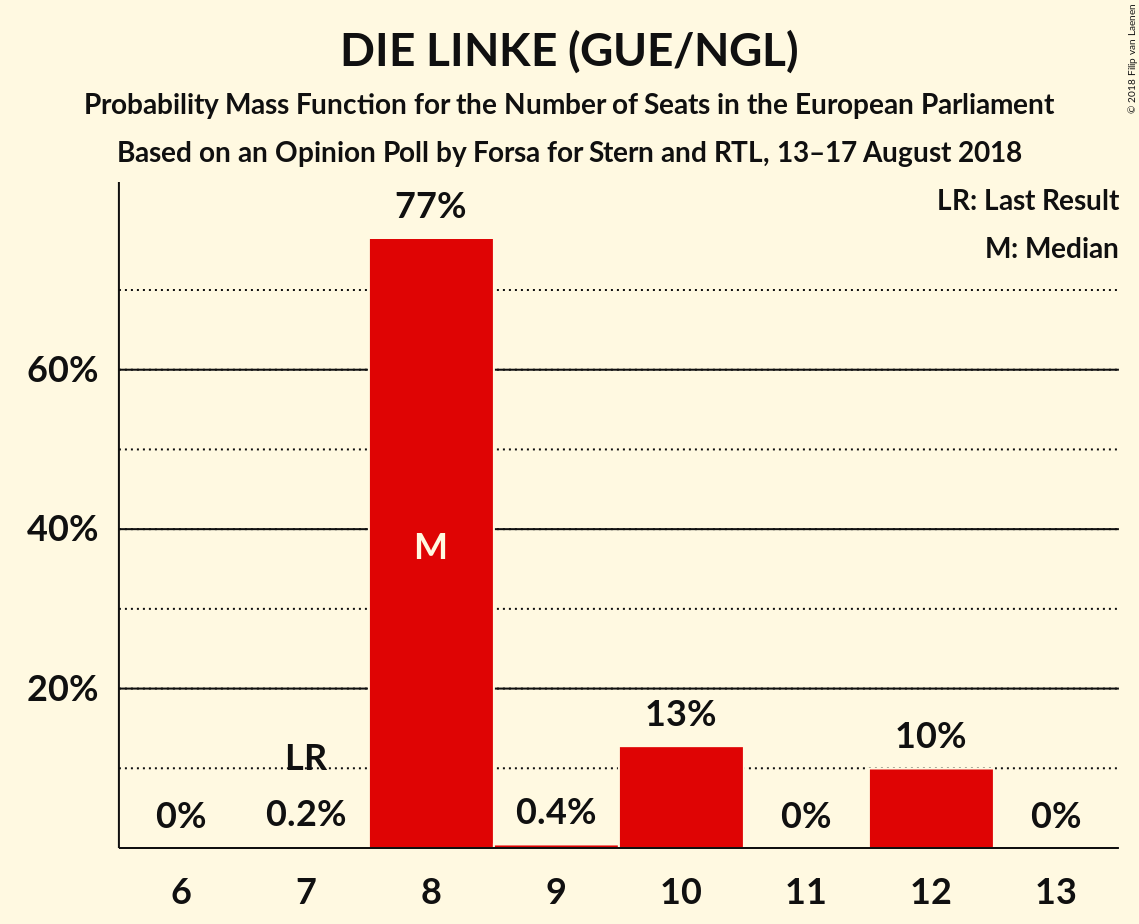 DIE LINKE (GUE/NGL)
Probability Mass Function for the Number of Seats in the European Parliament
Based on an Opinion Poll by Forsa for Stern and RTL, 13–17 August 2018
© 2018 Filip van Laenen
LR: Last Result
M: Median
77%
60%
40%
20%
M
LR
0%
0.2%
0.4%
13%
0%
10%
0%
6 7 8 9 10 11 12 13